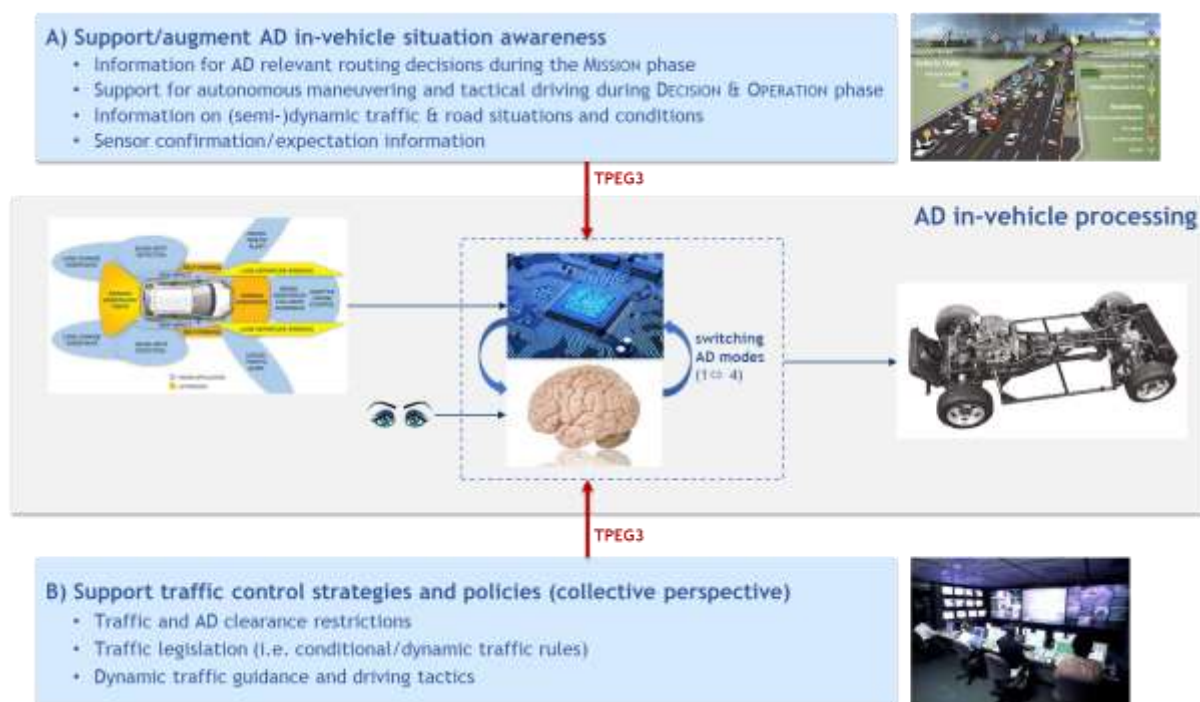 A) Support/augment AD in-vehicle situation awareness
• Information for AD relevant routing decisions during the MISSION phase
• Support for autonomous maneuvering and tactical driving during DECISION & OPERATION phase
• Information on (semi-)dynamic traffic & road situations and conditions
• Sensor confirmation/expectation information
TPEG3
AD in-vehicle processing
switching
AD modes
(1⇔ 4)
TPEG3
B) Support traffic control strategies and policies (collective perspective)
• Traffic and AD clearance restrictions
• Traffic legislation (i.e. conditional/dynamic traffic rules)
• Dynamic traffic guidance and driving tactics